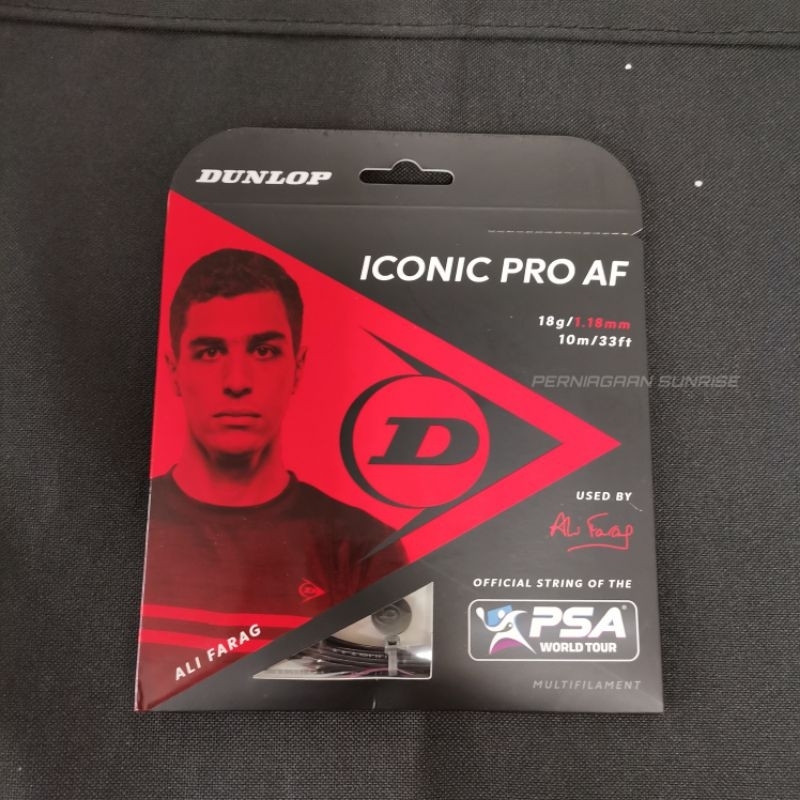 DUNLOP
ICONIC PRO AF
18g/1.18mm
10m/33ft
PERNIAGAAN SUNRISE
D
USED BY
Ali Farag
OFFICIAL STRING OF THE
PSA
WORLD TOUR
ALI FARAG
MULTIFILAMENT